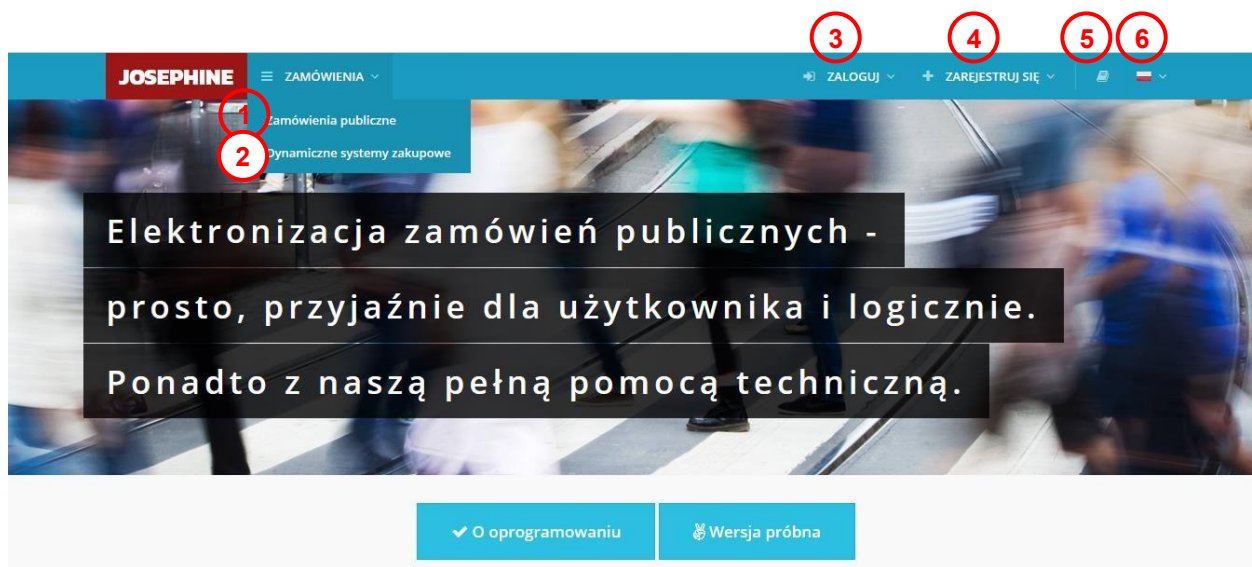 3 4 5 6
JOSEPHINE ZAMÓWIENIA ZALOGUJ ZAREJESTRUJ SIĘ
1 Zamówienia publiczne
2 Dynamiczne systemy zakupowe
Elektronizacja zamówień publicznych -
prosto, przyjaźnie dla użytkownika i logicznie.
Ponadto z naszą pełną pomocą techniczną.
O oprogramowaniu Wersja próbna